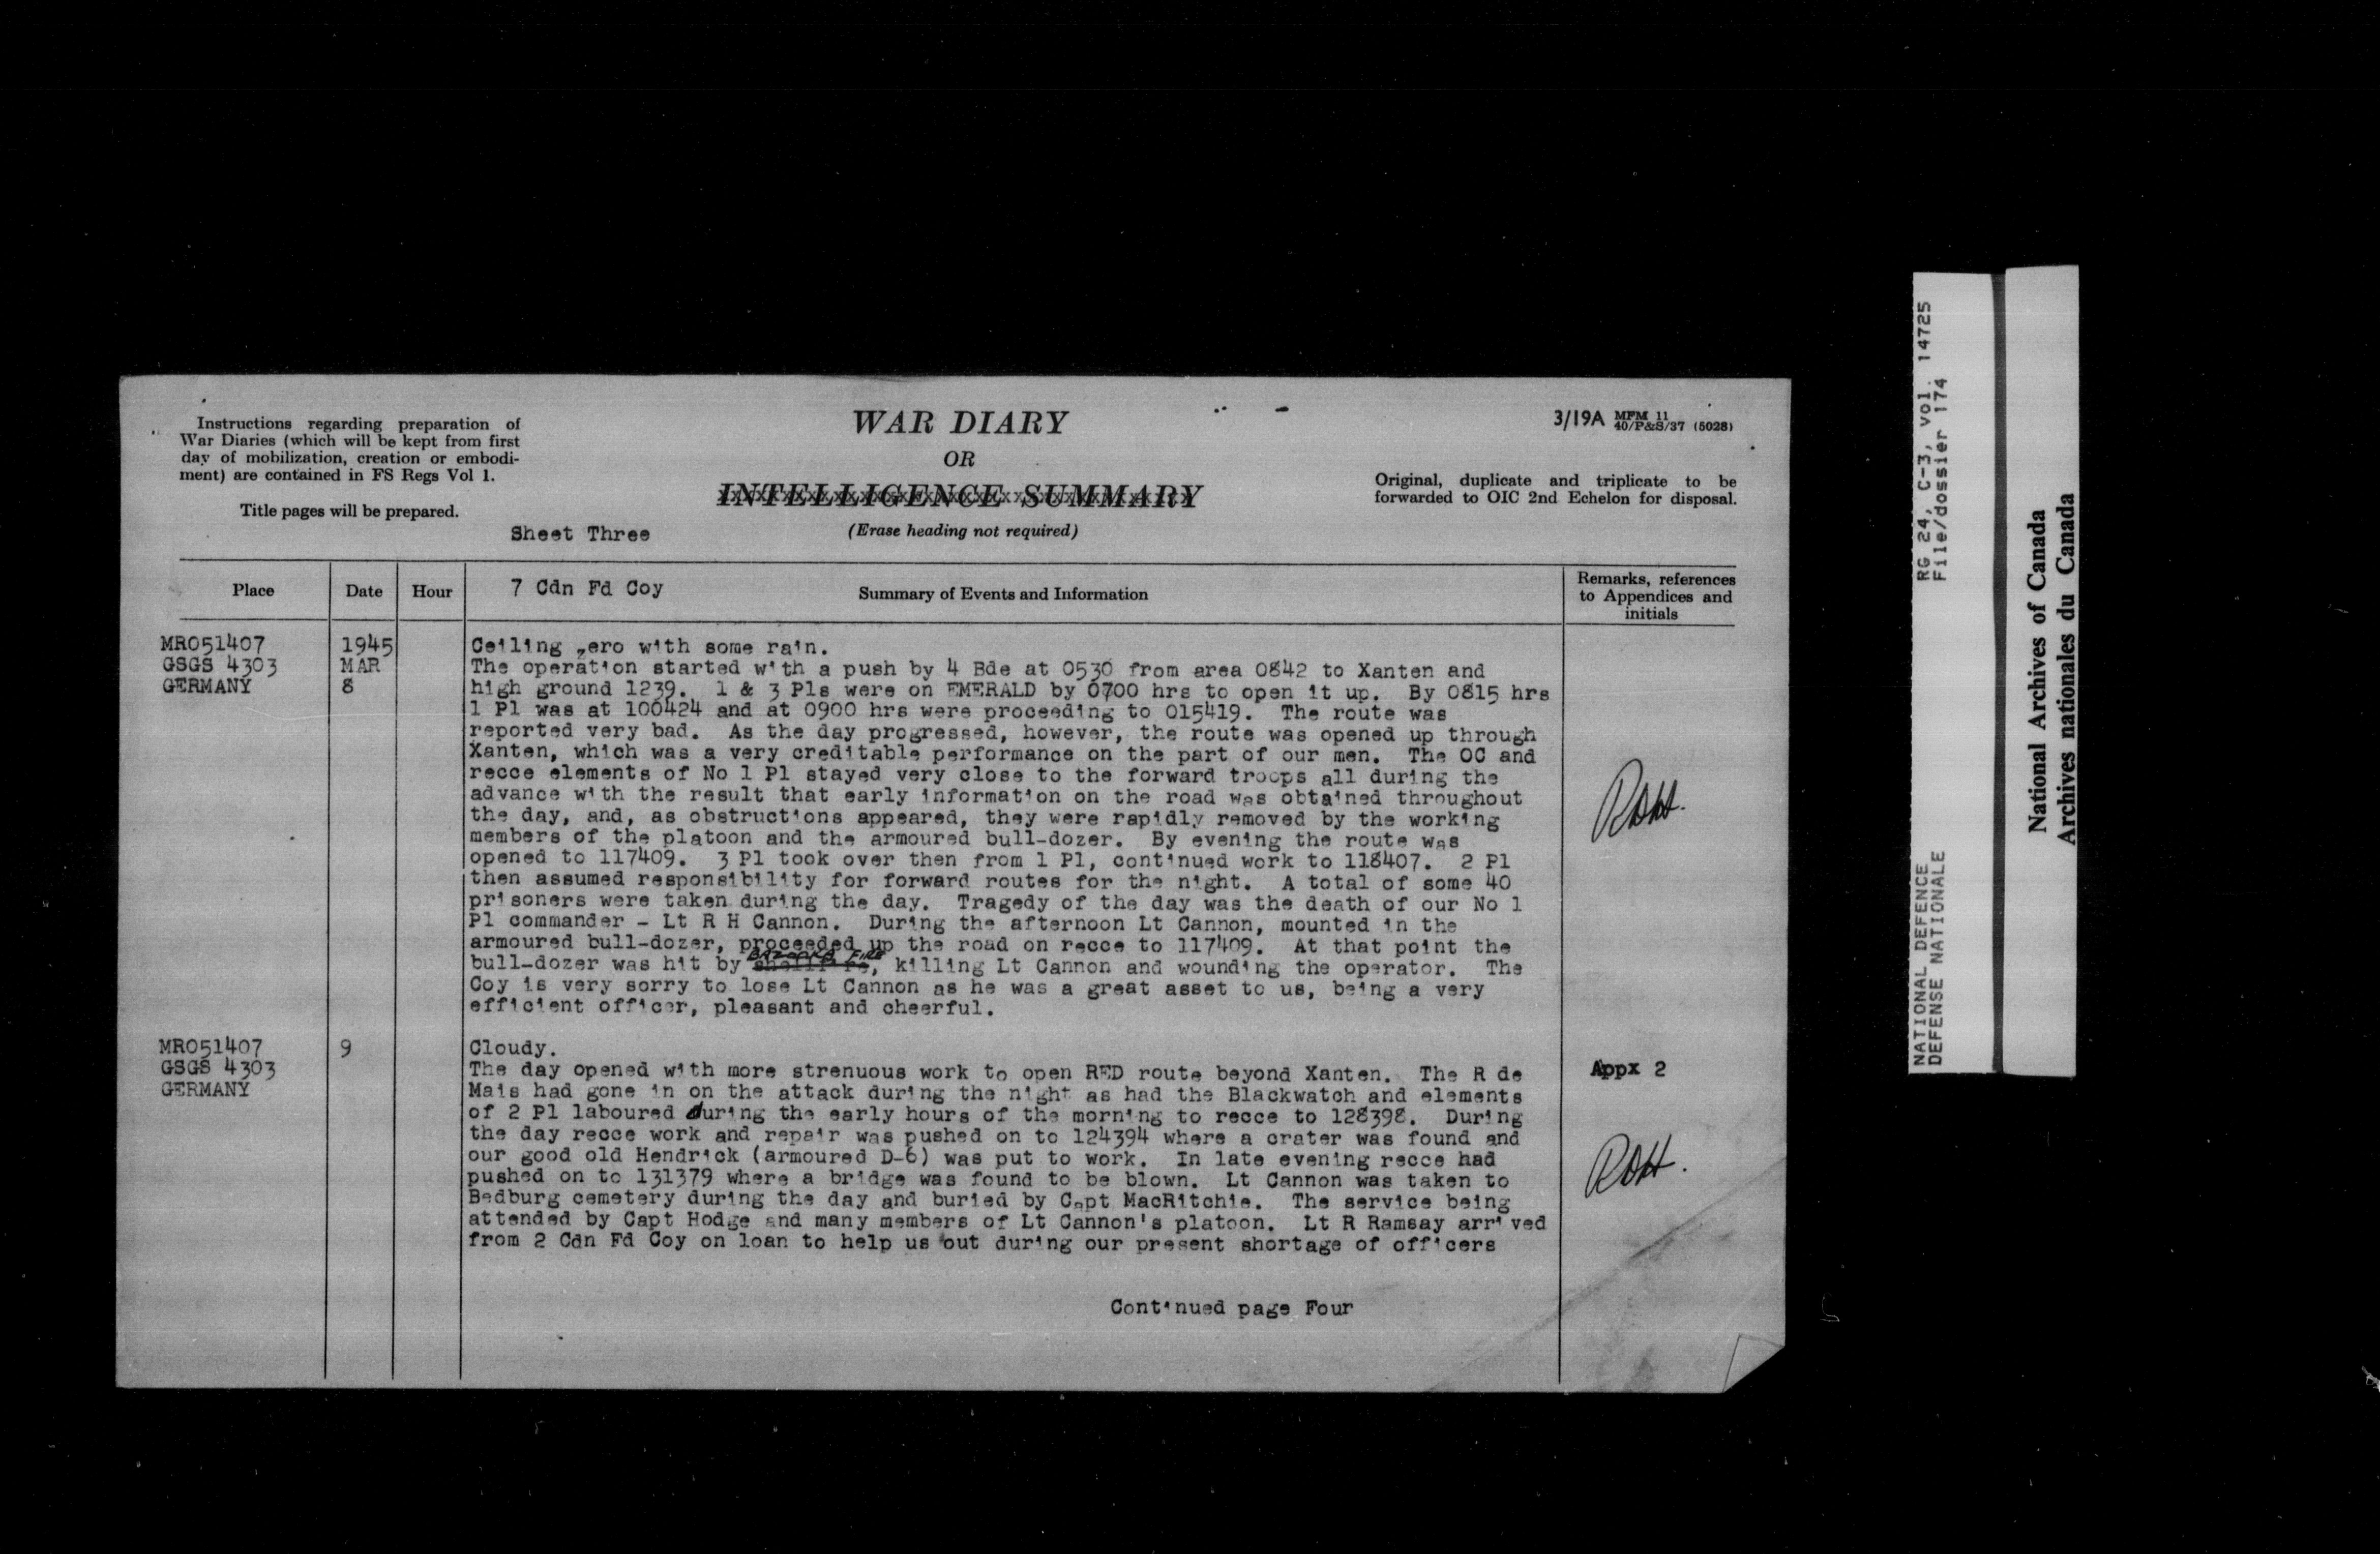 Instructions regarding preparation of
War Diaries (which will be kept from first
day of mobilization, creation or embodi-
ment) are contained in FS Regs Vol 1.
Title pages will be prepared.
WAR DIARY
OR
INTELLIGENCE SUMMARY
(Erase heading not required)
3/19A MFM 11
40/P&S/37 (5028)
Original, duplicate and triplicate to be
forwarded to OIC 2nd Echelon for disposal.
Sheet Three
Place Date Hour 7 Cdn Fd Coy Summary of Events and Information Remarks, references
to Appendices and
initials
MR051407 1945 Ceiling zero with some rain.
GSGS 4303 MAR The operation started with a push by 4 Bde at 0530 from area 0842 to Xanten and
GERMANY 8 high ground 1239. 1 & 3 Pls were on EMERALD by 0700 hrs to open it up. By 0815 hrs
1 Pl was at 100424 and at 0900 hrs were proceeding to 015419. The route was
reported very bad. As the day progressed, however, the route was opened up through
Xanten, which was a very creditable performance on the part of our men. The OC and
recce elements of No 1 Pl stayed very close to the forward troops all during the
advance with the result that early information on the road was obtained throughout
the day, and, as obstructions appeared, they were rapidly removed by the working
members of the platoon and the armoured bull-dozer. By evening the route was
opened to 117409. 3 Pl took over then from 1 Pl, continued work to 118407. 2 Pl
then assumed responsibility for forward routes for the night. A total of some 40
prisoners were taken during the day. Tragedy of the day was the death of our No 1
Pl commander - Lt R H Cannon. During the afternoon Lt Cannon, mounted in the
armoured bull-dozer, proceeded up the road on recce to 117409. At that point the
BAZOOKA FIRE
bull-dozer was hit by shellfire, killing Lt Cannon and wounding the operator. The
Coy is very sorry to lose Lt Cannon as he was a great asset to us, being a very
efficient officer, pleasant and cheerful.
MR051407 9 Cloudy.
GSGS 4303 The day opened with more strenuous work to open RED route beyond Xanten. The R de Appx 2
GERMANY Mais had gone in on the attack during the night as had the Blackwatch and elements
of 2 Pl laboured during the early hours of the morning to recce to 128398. During
the day recce work and repair was pushed on to 124394 where a crater was found and
our good old Hendrick (armoured D-6) was put to work. In late evening recce had
pushed on to 131379 where a bridge was found to be blown. Lt Cannon was taken to
Bedburg cemetery during the day and buried by Capt MacRitchie. The service being
attended by Capt Hodge and many members of Lt Cannon's platoon. Lt R Ramsay arrived
from 2 Cdn Fd Coy on loan to help us out during our present shortage of officers
Continued page Four
NATIONAL DEFENCE RG 24, C-3, vol. 14725
DEFENSE NATIONALE File/dossier 174
National Archives of Canada
Archives nationales du Canada